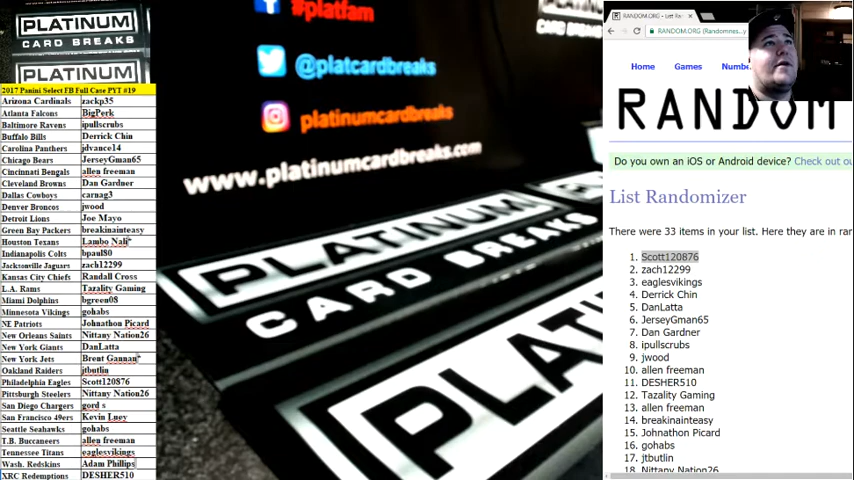 PLATINUM
CARD BREAKS
PLATINUM
2017 Panini Select FB Full Case PYT #19
Arizona Cardinals zackp35
Atlanta Falcons BigPerk
Baltimore Ravens ipullscrubs
Buffalo Bills Derrick Chin
Carolina Panthers jdvance14
Chicago Bears JerseyGman65
Cincinnati Bengals allen freeman
Cleveland Browns Dan Gardner
Dallas Cowboys carnag3
Denver Broncos jwood
Detroit Lions Joe Mayo
Green Bay Packers breakinainteasy
Houston Texans Lambo Nali*
Indianapolis Colts bpaul80
Jacksonville Jaguars zach12299
Kansas City Chiefs Randall Cross
L.A. Rams Tazality Gaming
Miami Dolphins bgreen08
Minnesota Vikings gohabs
NE Patriots Johnathon Picard
New Orleans Saints Nittany Nation26
New York Giants DanLatta
New York Jets Brent Gannan*
Oakland Raiders jtbutlin
Philadelphia Eagles Scott120876
Pittsburgh Steelers Nittany Nation26
San Diego Chargers gord s
San Francisco 49ers Kevin Luey
Seattle Seahawks gohabs
T.B. Buccaneers allen freeman
Tennessee Titans eaglesvikings
Wash. Redskins Adam Phillips
XRC Redemptions DESHER510
#platfam
@platcardbreaks
platinumcardbreaks
www.platinumcardbreaks.com
PLATINUM
CARD BREAKS
PLATINUM
CARD BREAKS
PLATI
RANDOM.ORG - List Ra
RANDOM.ORG (Randomnes...y
Home Games Numbe
RANDOM
Do you own an iOS or Android device? Check out ou
List Randomizer
There were 33 items in your list. Here they are in ran
1. Scott120876
2. zach12299
3. eaglesvikings
4. Derrick Chin
5. DanLatta
6. JerseyGman65
7. Dan Gardner
8. ipullscrubs
9. jwood
10. allen freeman
11. DESHER510
12. Tazality Gaming
13. allen freeman
14. breakinainteasy
15. Johnathon Picard
16. gohabs
17. jtbutlin
18. Nittany Nation26